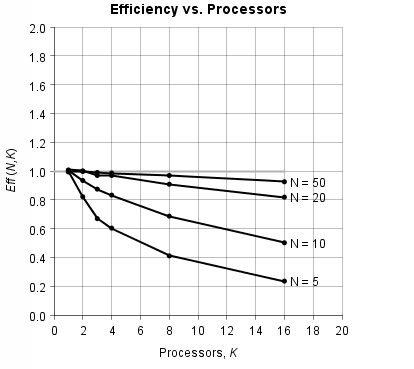 Efficiency vs. Processors
2.0
1.8
1.6
1.4
1.2
1.0
0.8
0.6
0.4
0.2
0.0
Eff (N,K)
N = 50
N = 20
N = 10
N = 5
0 2 4 6 8 10 12 14 16 18 20
Processors, K